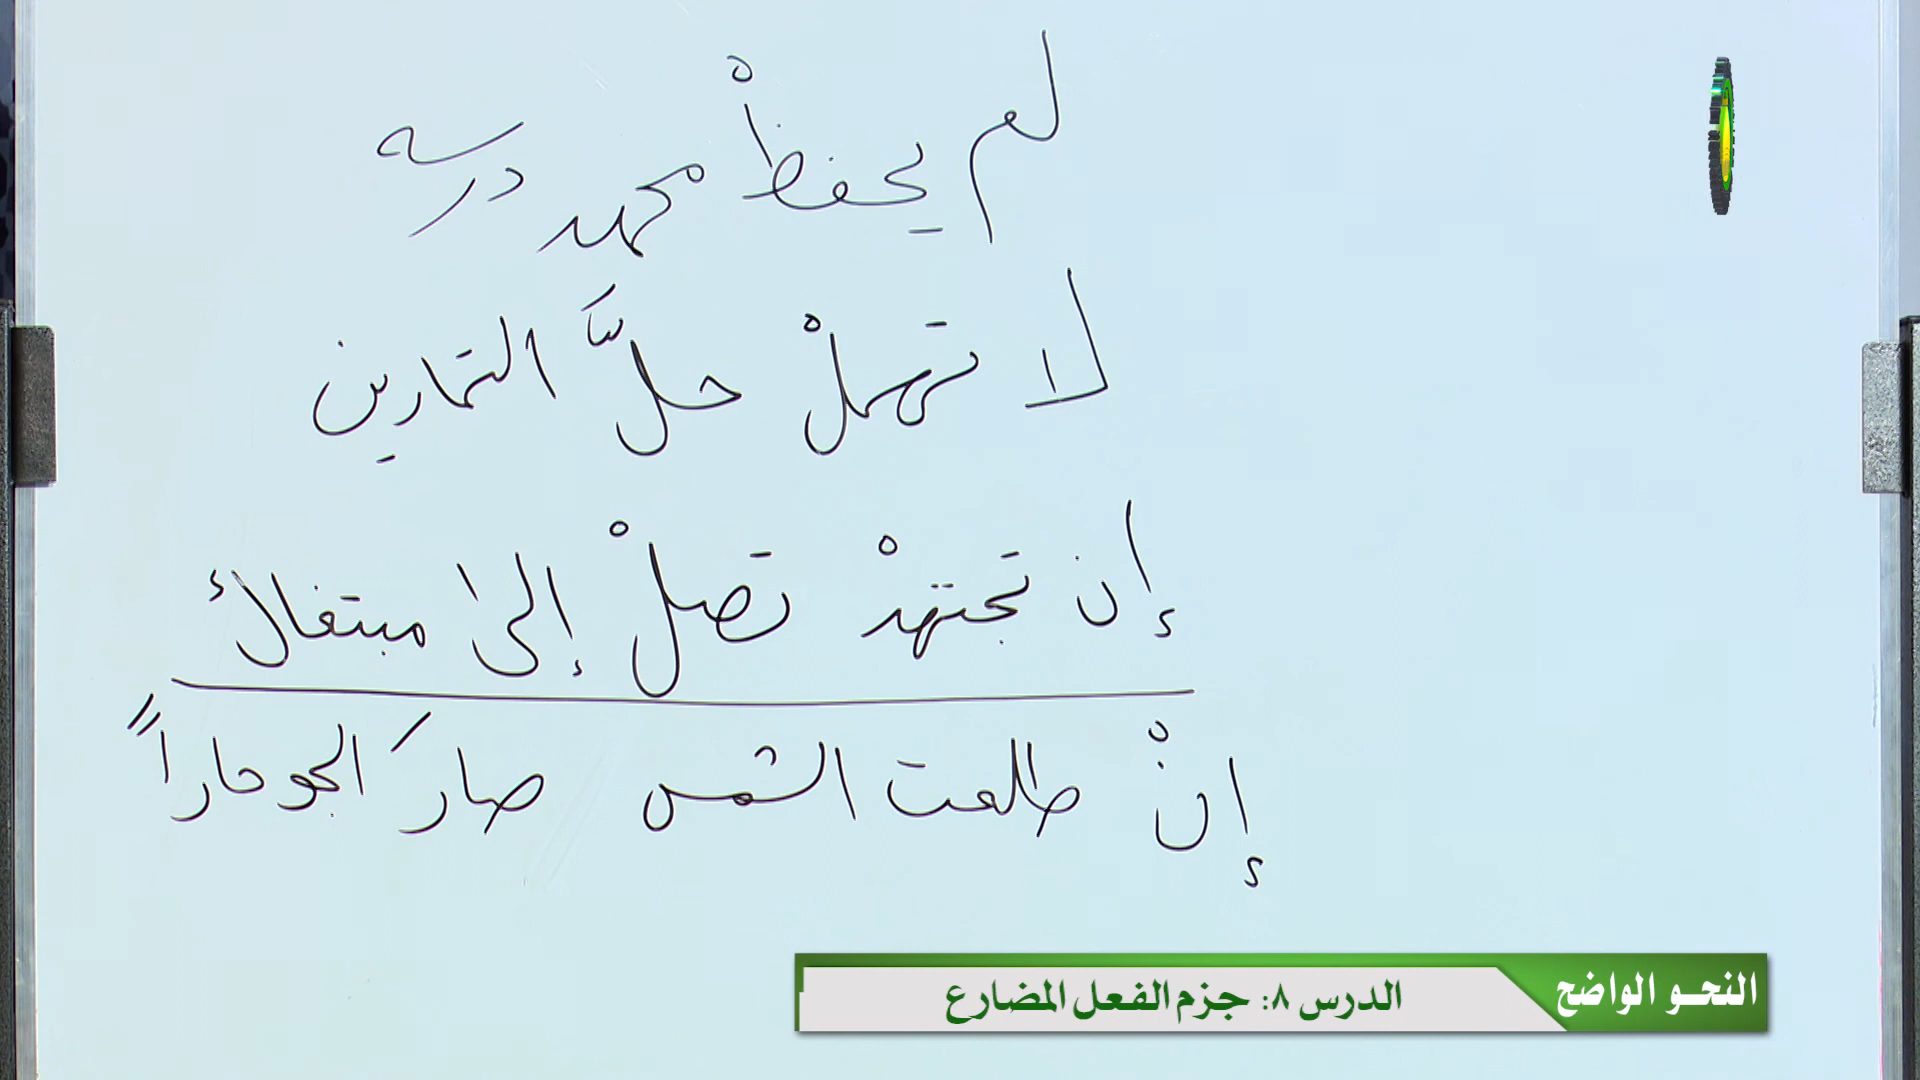 لم يحفظْ محمد درسه
لا تهملْ حلَّ التمارين
إن تجتهدْ تصلْ إلى مبتغاك
إنْ طلعت الشمس صارَ الجو حاراً
النحو الواضح
الدرس ٨: جزم الفعل المضارع